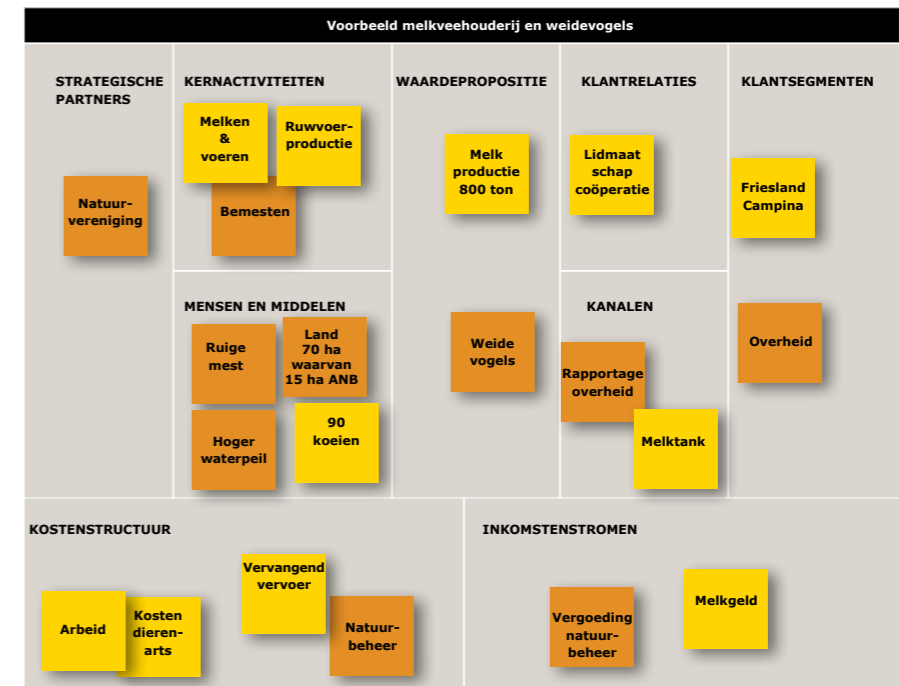 Voorbeeld melkveehouderij en weidevogels
STRATEGISCHE
PARTNERS
Natuur-
vereniging
KERNACTIVITEITEN
Melken
&
voeren
Ruwvoer-
productie
Bemesten
MENSEN EN MIDDELEN
Ruige
mest
Land
70 ha
waarvan
15 ha ANB
Hoger
waterpeil
90
koeien
WAARDEPROPOSITIE
Melk
productie
800 ton
Weide
vogels
KLANTRELATIES
Lidmaat
schap
coöperatie
KANALEN
Rapportage
overheid
Melktank
KLANTSEGMENTEN
Friesland
Campina
Overheid
KOSTENSTRUCTUUR
Arbeid
Kosten
dieren-
arts
Vervangend
vervoer
Natuur-
beheer
INKOMSTENSTROMEN
Vergoeding
natuur-
beheer
Melkgeld